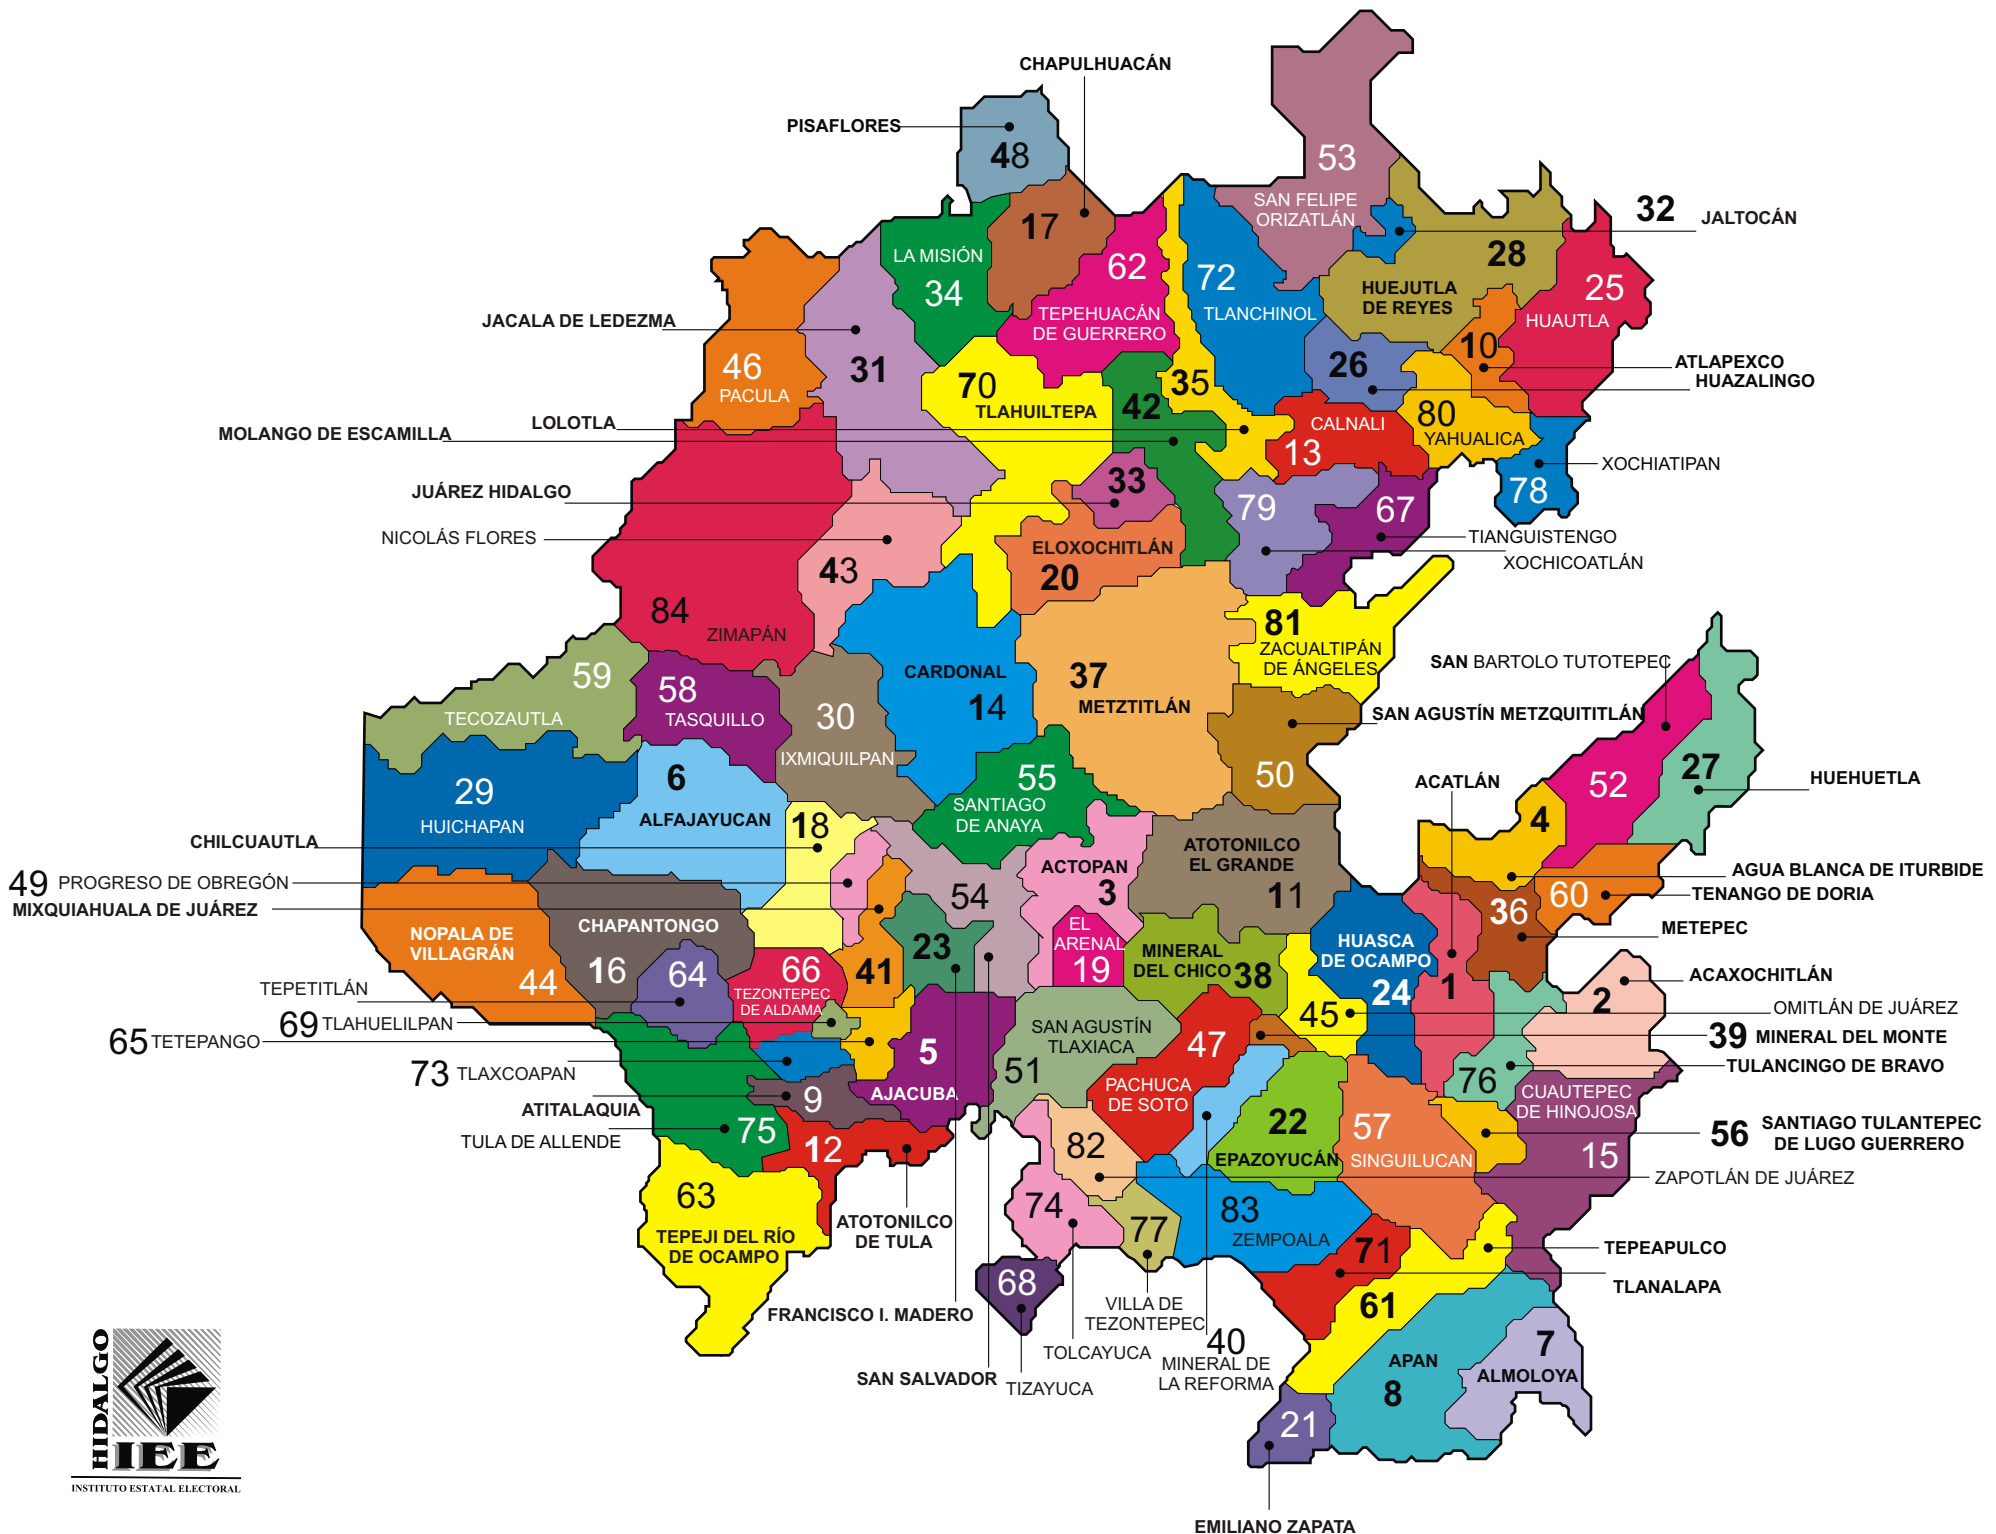 CHAPULHUACÁN
PISAFLORES
48
53
SAN FELIPE
ORIZATLÁN
32
JALTOCÁN
17
LA MISIÓN
34
62
TEPEHUACÁN
DE GUERRERO
72
TLANCHINOL
28
HUEJUTLA
DE REYES
25
HUAUTLA
JACALA DE LEDEZMA
31
46
PACULA
70
TLAHUILTEPA
42
35
26
10
ATLAPEXCO
HUAZALINGO
LOLOTLA
MOLANGO DE ESCAMILLA
CALNALI
13
80
YAHUALICA
XOCHIATIPAN
78
JUÁREZ HIDALGO
33
79
67
NICOLÁS FLORES
43
ELOXOCHITLÁN
20
TIANGUISTENGO
XOCHICOATLÁN
84
ZIMAPÁN
81
ZACUALTIPÁN
DE ÁNGELES
59
TECOZAUTLA
58
TASQUILLO
30
IXMIQUILPAN
CARDONAL
14
37
METZTITLÁN
SAN BARTOLO TUTOTEPEC
SAN AGUSTÍN METZQUITITLÁN
50
29
HUICHAPAN
6
ALFAJAYUCAN
55
SANTIAGO
DE ANAYA
ACATLÁN
4
52
27
HUEHUETLA
CHILCUAUTLA
18
49 PROGRESO DE OBREGÓN
MIXQUIAHUALA DE JUÁREZ
54
ACTOPAN
3
ATOTONILCO
EL GRANDE
11
AGUA BLANCA DE ITURBIDE
TENANGO DE DORIA
60
36
METEPEC
NOPALA DE
VILLAGRÁN
44
CHAPANTONGO
16
64
66
TEZONTEPEC
DE ALDAMA
41
23
EL
ARENAL
19
MINERAL
DEL CHICO
38
HUASCA
DE OCAMPO
24
1
2
ACAXOCHITLÁN
TEPETITLÁN
69 TLAHUELILPAN
65 TETEPANGO
73 TLAXCOAPAN
5
AJACUBA
SAN AGUSTÍN
TLAXIACA
51
47
PACHUCA
DE SOTO
45
OMITLÁN DE JUÁREZ
39 MINERAL DEL MONTE
TULANCINGO DE BRAVO
76
CUAUTEPEC
DE HINOJOSA
15
ATITALAQUIA
9
TULA DE ALLENDE
75
12
82
22
EPAZOYUCÁN
57
SINGUILUCAN
56 SANTIAGO TULANTEPEC
DE LUGO GUERRERO
ZAPOTLÁN DE JUÁREZ
63
TEPEJI DEL RÍO
DE OCAMPO
ATOTONILCO
DE TULA
74
77
83
ZEMPOALA
71
TEPEAPULCO
TLANALAPA
68
61
FRANCISCO I. MADERO
VILLA DE
TEZONTEPEC
TOLCAYUCA
40
MINERAL DE
LA REFORMA
SAN SALVADOR
TIZAYUCA
APAN
8
7
ALMOLOYA
21
EMILIANO ZAPATA
HIDALGO
IEE
INSTITUTO ESTATAL ELECTORAL